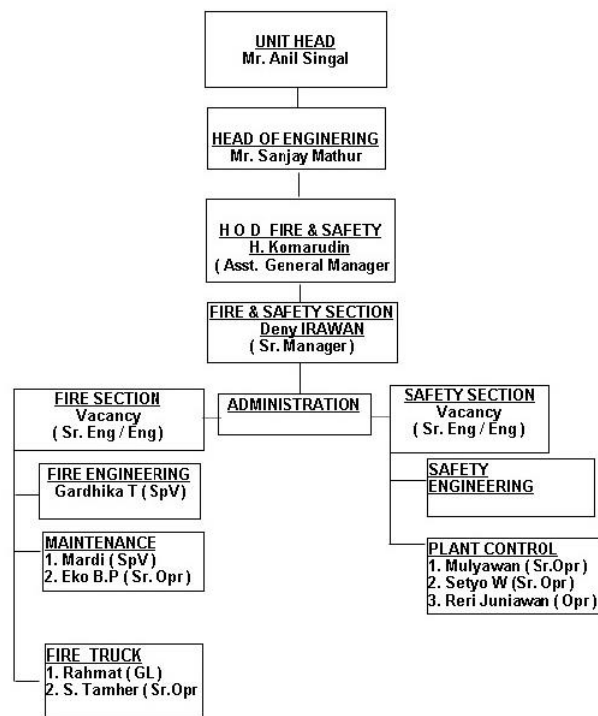 UNIT HEAD
Mr. Anil Singal
HEAD OF ENGINERING
Mr. Sanjay Mathur
H O D FIRE & SAFETY
H. Komarudin
( Asst. General Manager
FIRE & SAFETY SECTION
Deny IRAWAN
( Sr. Manager )
FIRE SECTION
Vacancy
( Sr. Eng / Eng )
ADMINISTRATION
SAFETY SECTION
Vacancy
( Sr. Eng / Eng )
FIRE ENGINEERING
Gardhika T ( SpV)
MAINTENANCE
1. Mardi ( SpV )
2. Eko B.P ( Sr. Opr )
FIRE TRUCK
1. Rahmat ( GL )
2. S. Tamher ( Sr.Opr
SAFETY
ENGINEERING
PLANT CONTROL
1. Mulyawan ( Sr.Opr )
2. Setyo W (Sr. Opr )
3. Reri Juniawan ( Opr )